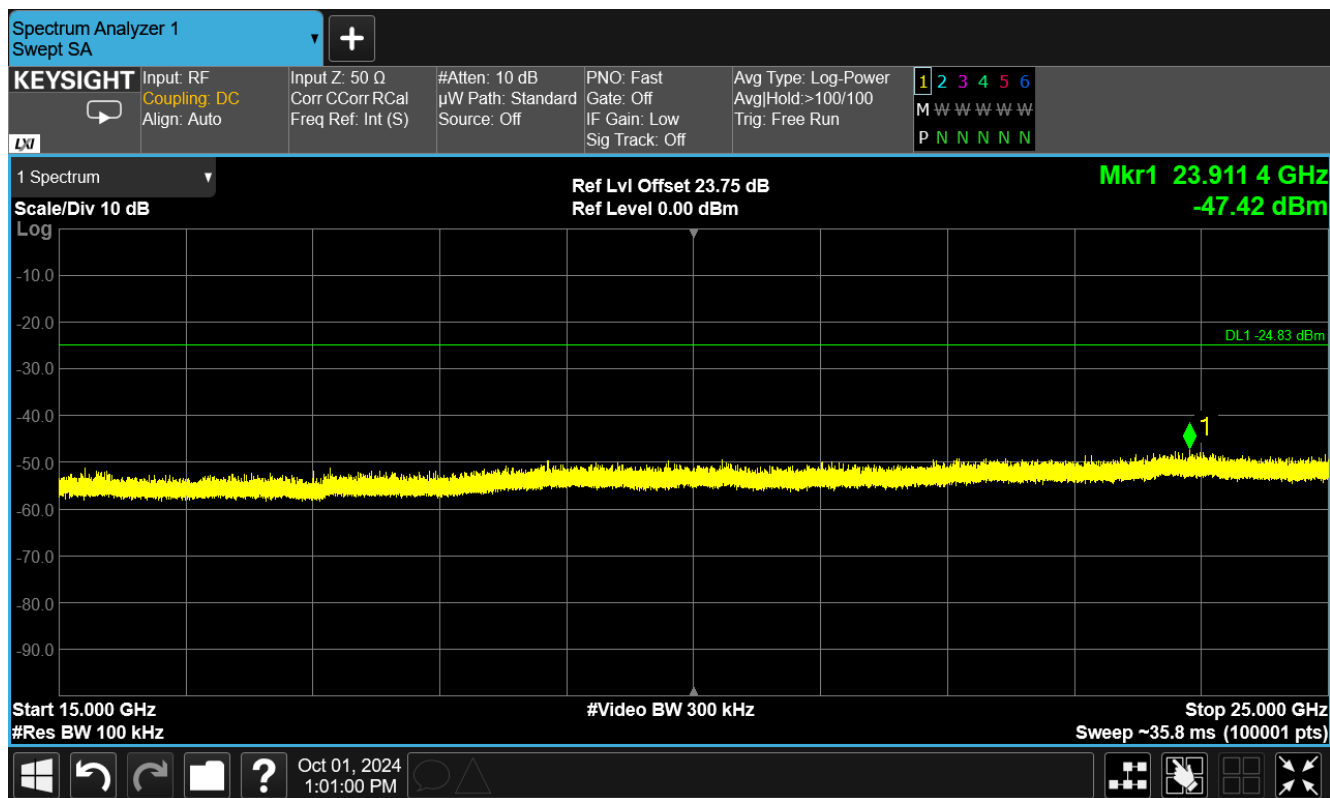 Spectrum Analyzer 1
Swept SA
KEYSIGHT
LXI
Input: RF
Coupling: DC
Align: Auto
Input Z: 50 Ω
Corr CCorr RCal
Freq Ref: Int (S)
#Atten: 10 dB
µW Path: Standard
Source: Off
PNO: Fast
Gate: Off
IF Gain: Low
Sig Track: Off
Avg Type: Log-Power
Avg|Hold:>100/100
Trig: Free Run
1 2 3 4 5 6
M W W W W W
P N N N N N
1 Spectrum
Scale/Div 10 dB
Log
Ref Lvl Offset 23.75 dB
Ref Level 0.00 dBm
Mkr1 23.911 4 GHz
-47.42 dBm
-10.0
-20.0
DL1 -24.83 dBm
-30.0
-40.0
1
-50.0
-60.0
-70.0
-80.0
-90.0
Start 15.000 GHz
#Video BW 300 kHz
Stop 25.000 GHz
#Res BW 100 kHz
Sweep ~35.8 ms (100001 pts)
?
Oct 01, 2024
1:01:00 PM